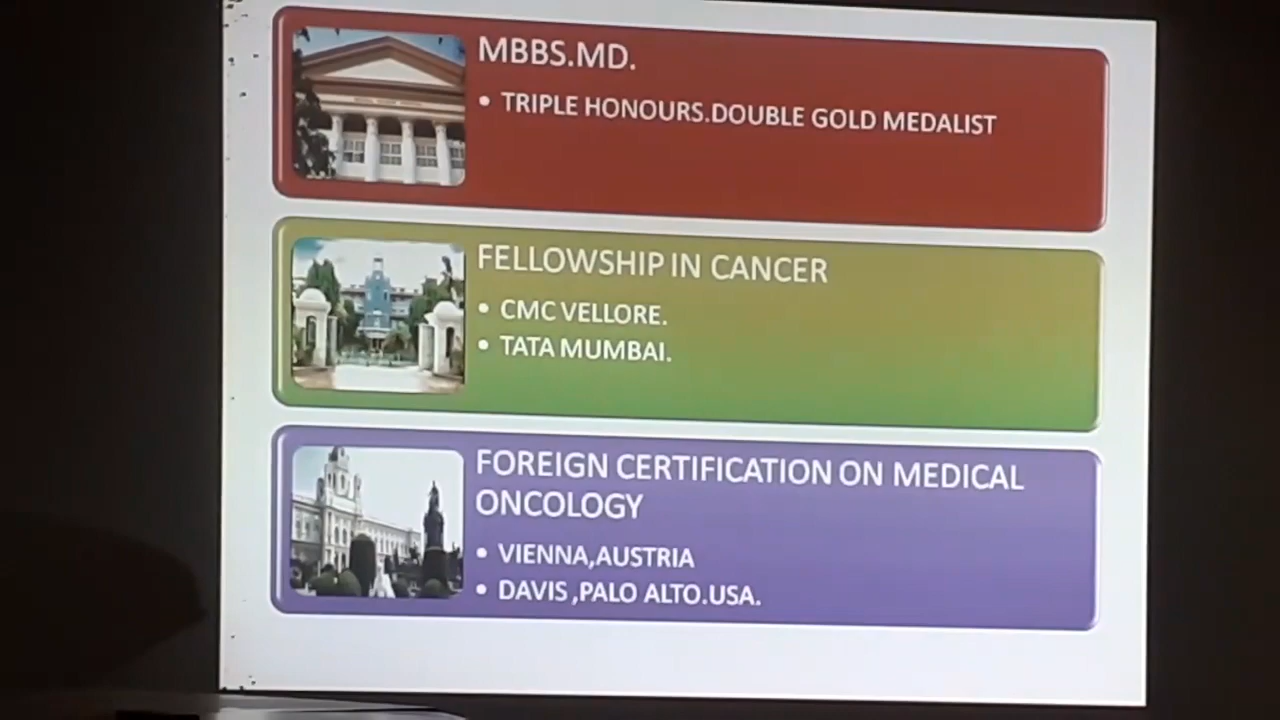 MBBS.MD.
• TRIPLE HONOURS.DOUBLE GOLD MEDALIST
FELLOWSHIP IN CANCER
• CMC VELLORE.
• TATA MUMBAI.
FOREIGN CERTIFICATION ON MEDICAL
ONCOLOGY
• VIENNA,AUSTRIA
• DAVIS ,PALO ALTO.USA.